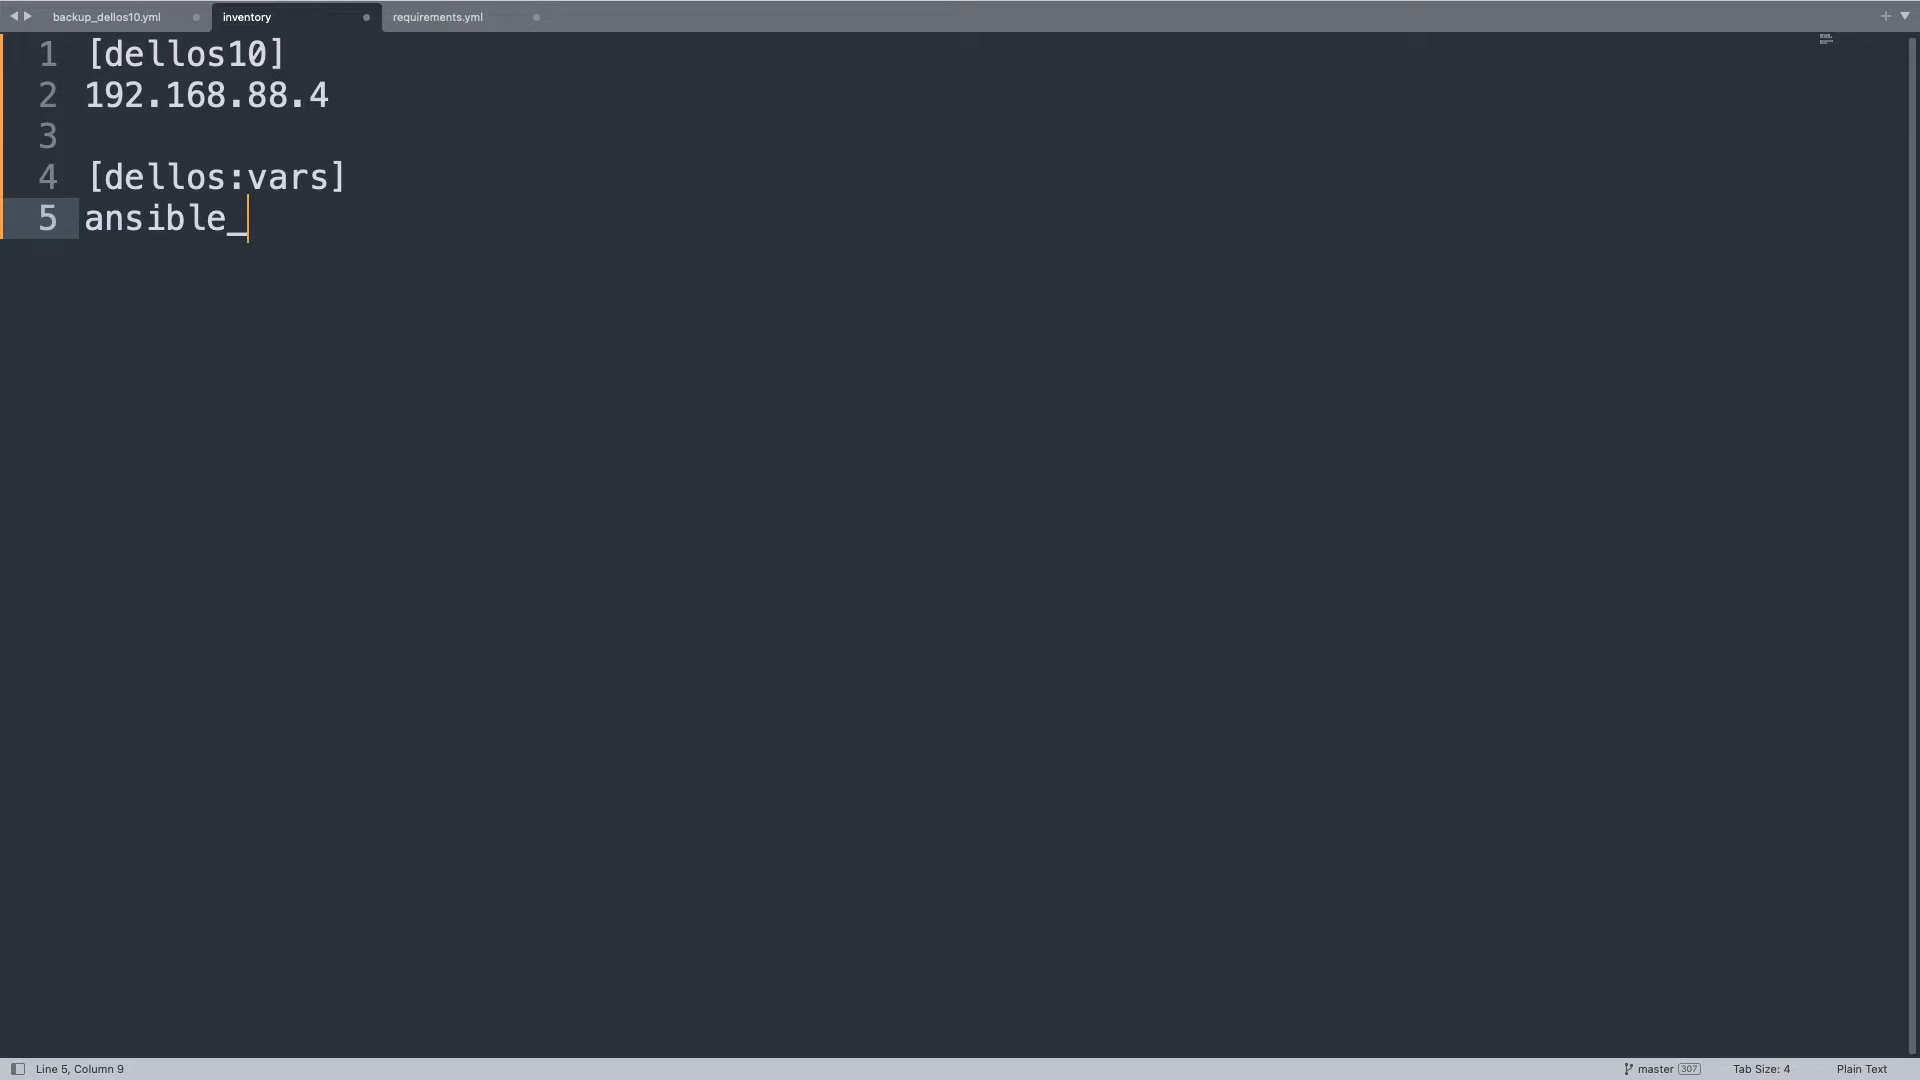 backup_dellos10.yml inventory requirements.yml
1 [dellos10]
2 192.168.88.4
3
4 [dellos:vars]
5 ansible_
Line 5, Column 9 master 307 Tab Size: 4 Plain Text